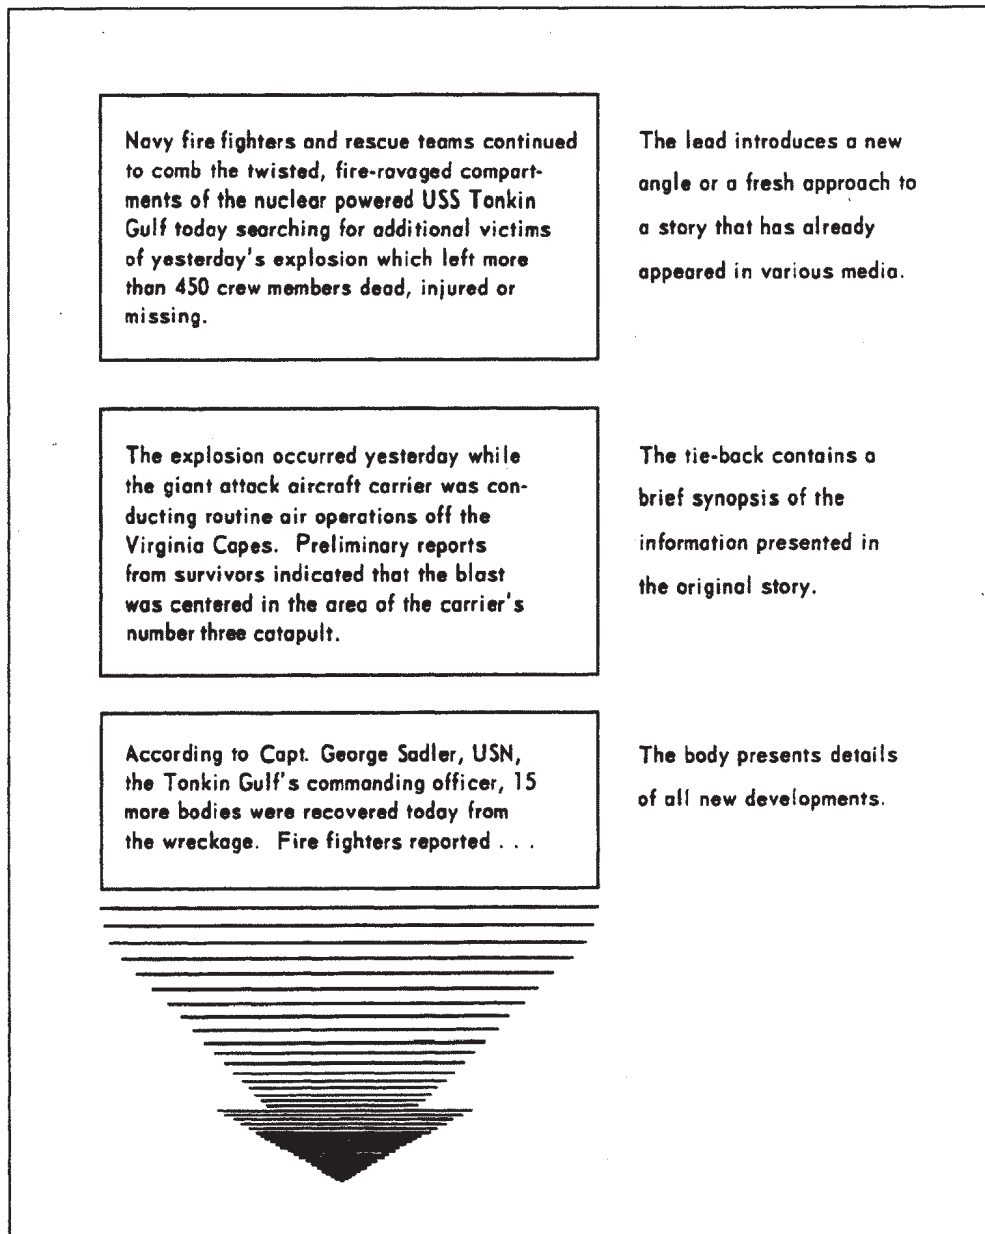 Navy fire fighters and rescue teams continued
to comb the twisted, fire-ravaged compart-
ments of the nuclear powered USS Tonkin
Gulf today searching for additional victims
of yesterday's explosion which left more
than 450 crew members dead, injured or
missing.
The lead introduces a new
angle or a fresh approach to
a story that has already
appeared in various media.
The explosion occurred yesterday while
the giant attack aircraft carrier was con-
ducting routine air operations off the
Virginia Capes. Preliminary reports
from survivors indicated that the blast
was centered in the area of the carrier's
number three catapult.
The tie-back contains a
brief synopsis of the
information presented in
the original story.
According to Capt. George Sadler, USN,
the Tonkin Gulf's commanding officer, 15
more bodies were recovered today from
the wreckage. Fire fighters reported . . .
The body presents details
of all new developments.